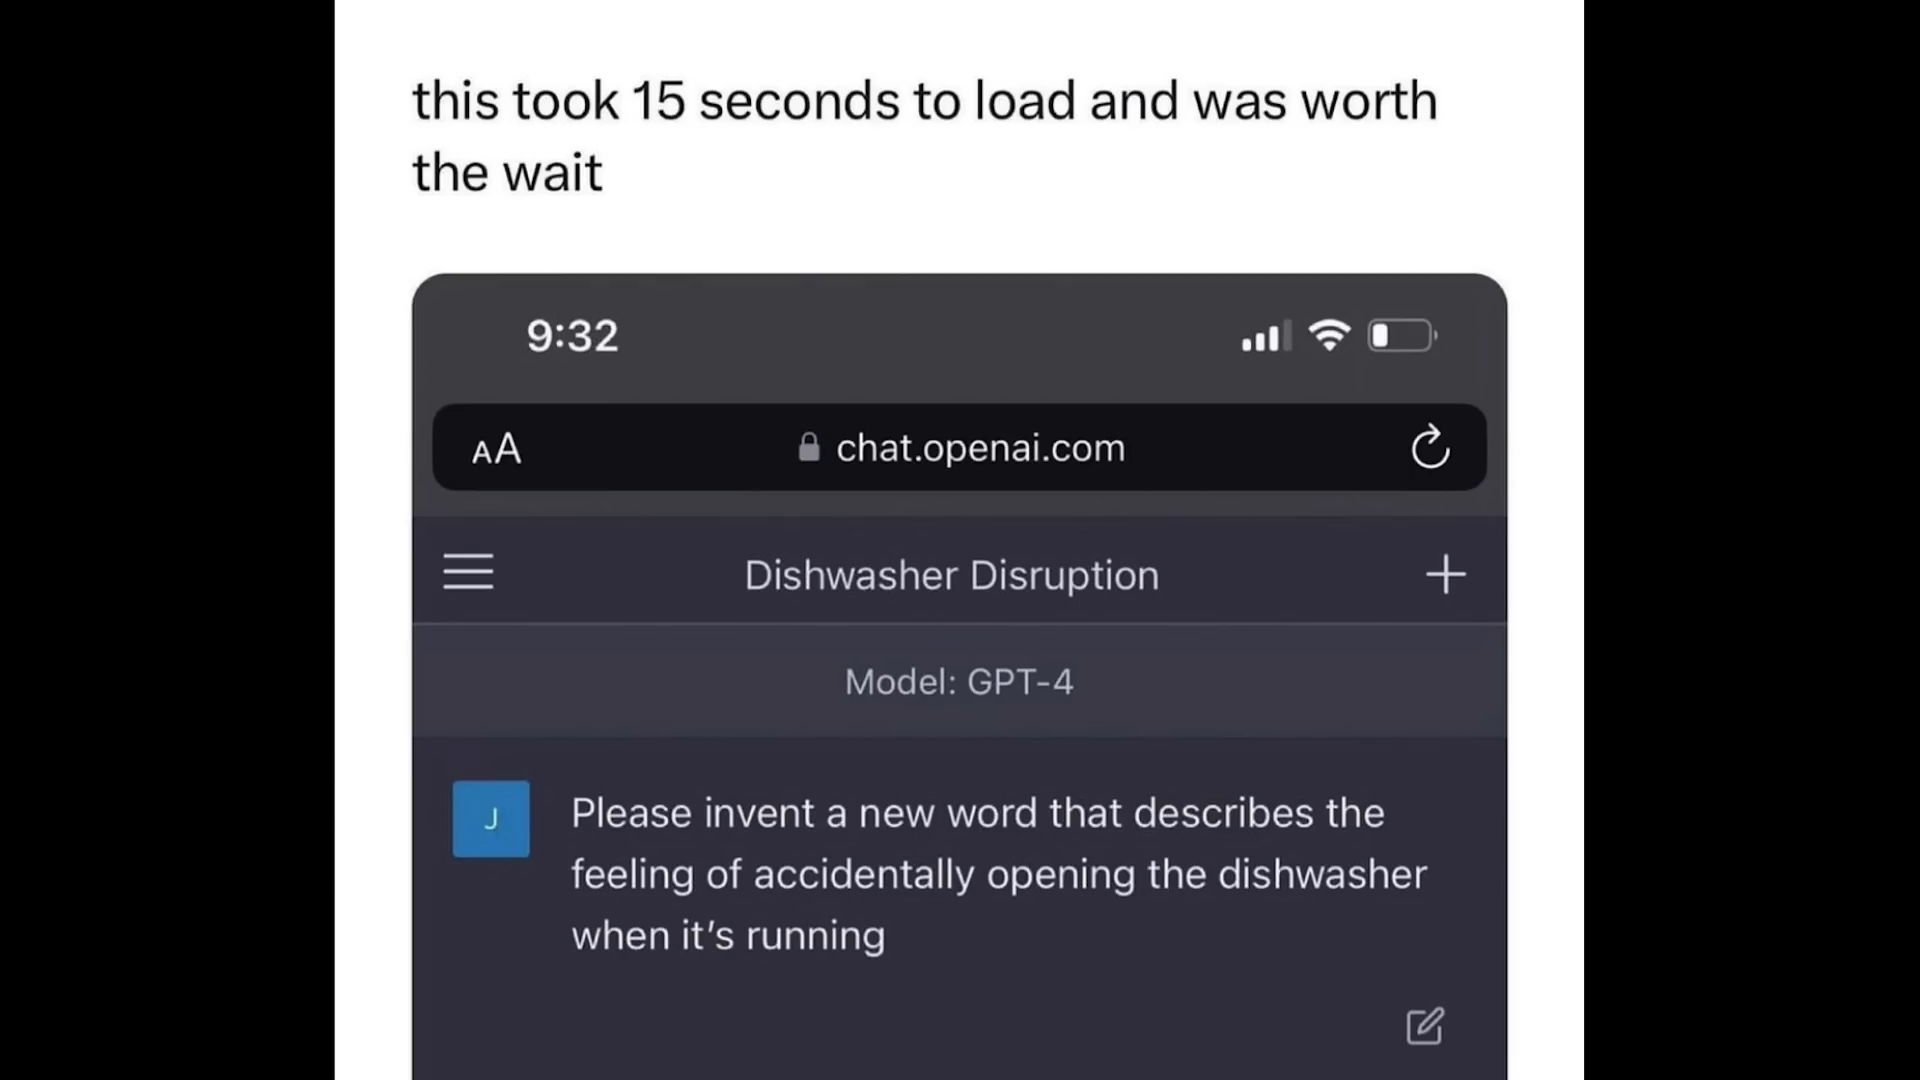 this took 15 seconds to load and was worth
the wait
9:32
AA chat.openai.com
Dishwasher Disruption
Model: GPT-4
J
Please invent a new word that describes the
feeling of accidentally opening the dishwasher
when it’s running